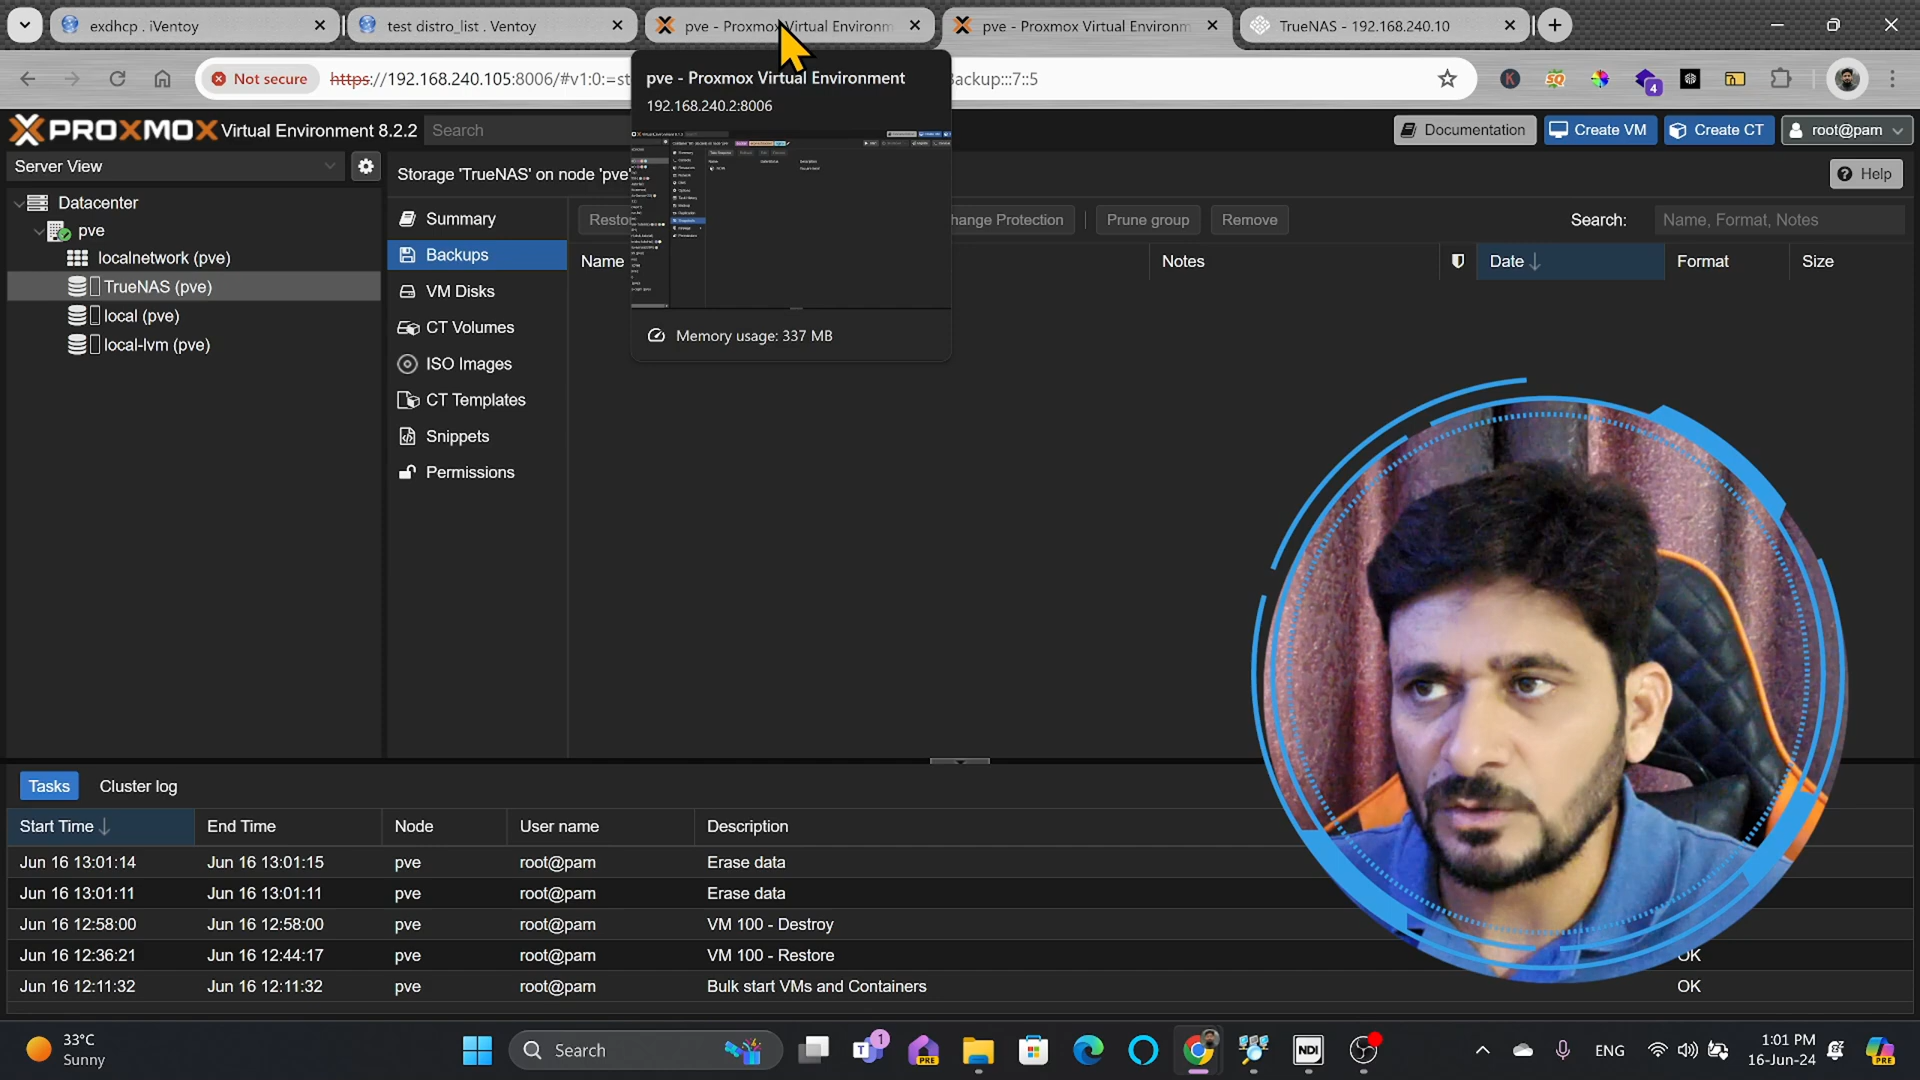 exdhcp . iVentoy
test distro_list . Ventoy
pve - Proxmox Virtual Environm
pve - Proxmox Virtual Environm
TrueNAS - 192.168.240.10
Not secure
https://192.168.240.105:8006/#v1:0:=st
Backup:::7::5
4
pve - Proxmox Virtual Environment
192.168.240.2:8006
Memory usage: 337 MB
PROXMOX Virtual Environment 8.2.2
Search
Documentation
Create VM
Create CT
root@pam
Server View
Storage 'TrueNAS' on node 'pve'
Help
Datacenter
pve
localnetwork (pve)
TrueNAS (pve)
local (pve)
local-lvm (pve)
Summary
Backups
VM Disks
CT Volumes
ISO Images
CT Templates
Snippets
Permissions
Resto
hange Protection
Prune group
Remove
Search:
Name, Format, Notes
Name
Notes
Date
Format
Size
Tasks
Cluster log
Start Time
End Time
Node
User name
Description
Jun 16 13:01:14 Jun 16 13:01:15 pve root@pam Erase data
Jun 16 13:01:11 Jun 16 13:01:11 pve root@pam Erase data
Jun 16 12:58:00 Jun 16 12:58:00 pve root@pam VM 100 - Destroy
Jun 16 12:36:21 Jun 16 12:44:17 pve root@pam VM 100 - Restore OK
Jun 16 12:11:32 Jun 16 12:11:32 pve root@pam Bulk start VMs and Containers OK
33°C
Sunny
Search
1
PRE
NDI
ENG
1:01 PM
16-Jun-24
PRE